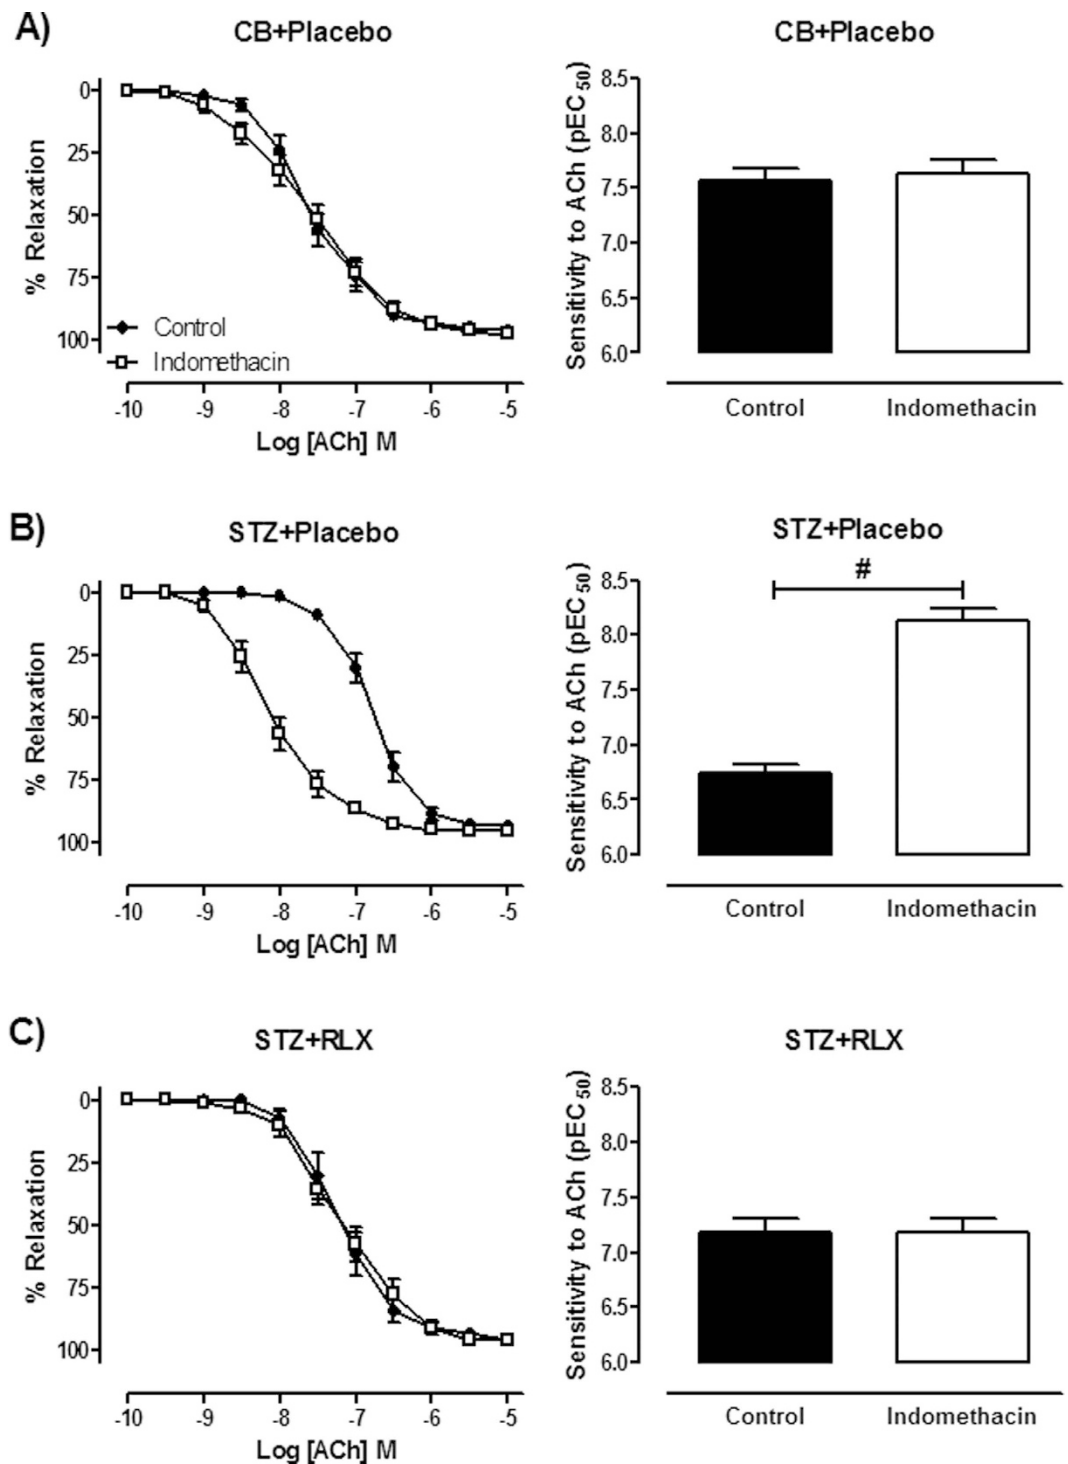 A)
CB+Placebo
% Relaxation
0
25
50
75
100
Control
Indomethacin
-10 -9 -8 -7 -6 -5
Log [ACh] M
CB+Placebo
Sensitivity to ACh (pEC50)
8.5
8.0
7.5
7.0
6.5
6.0
Control Indomethacin
B)
STZ+Placebo
% Relaxation
0
25
50
75
100
-10 -9 -8 -7 -6 -5
Log [ACh] M
STZ+Placebo
#
Sensitivity to ACh (pEC50)
8.5
8.0
7.5
7.0
6.5
6.0
Control Indomethacin
C)
STZ+RLX
% Relaxation
0
25
50
75
100
-10 -9 -8 -7 -6 -5
Log [ACh] M
STZ+RLX
Sensitivity to ACh (pEC50)
8.5
8.0
7.5
7.0
6.5
6.0
Control Indomethacin